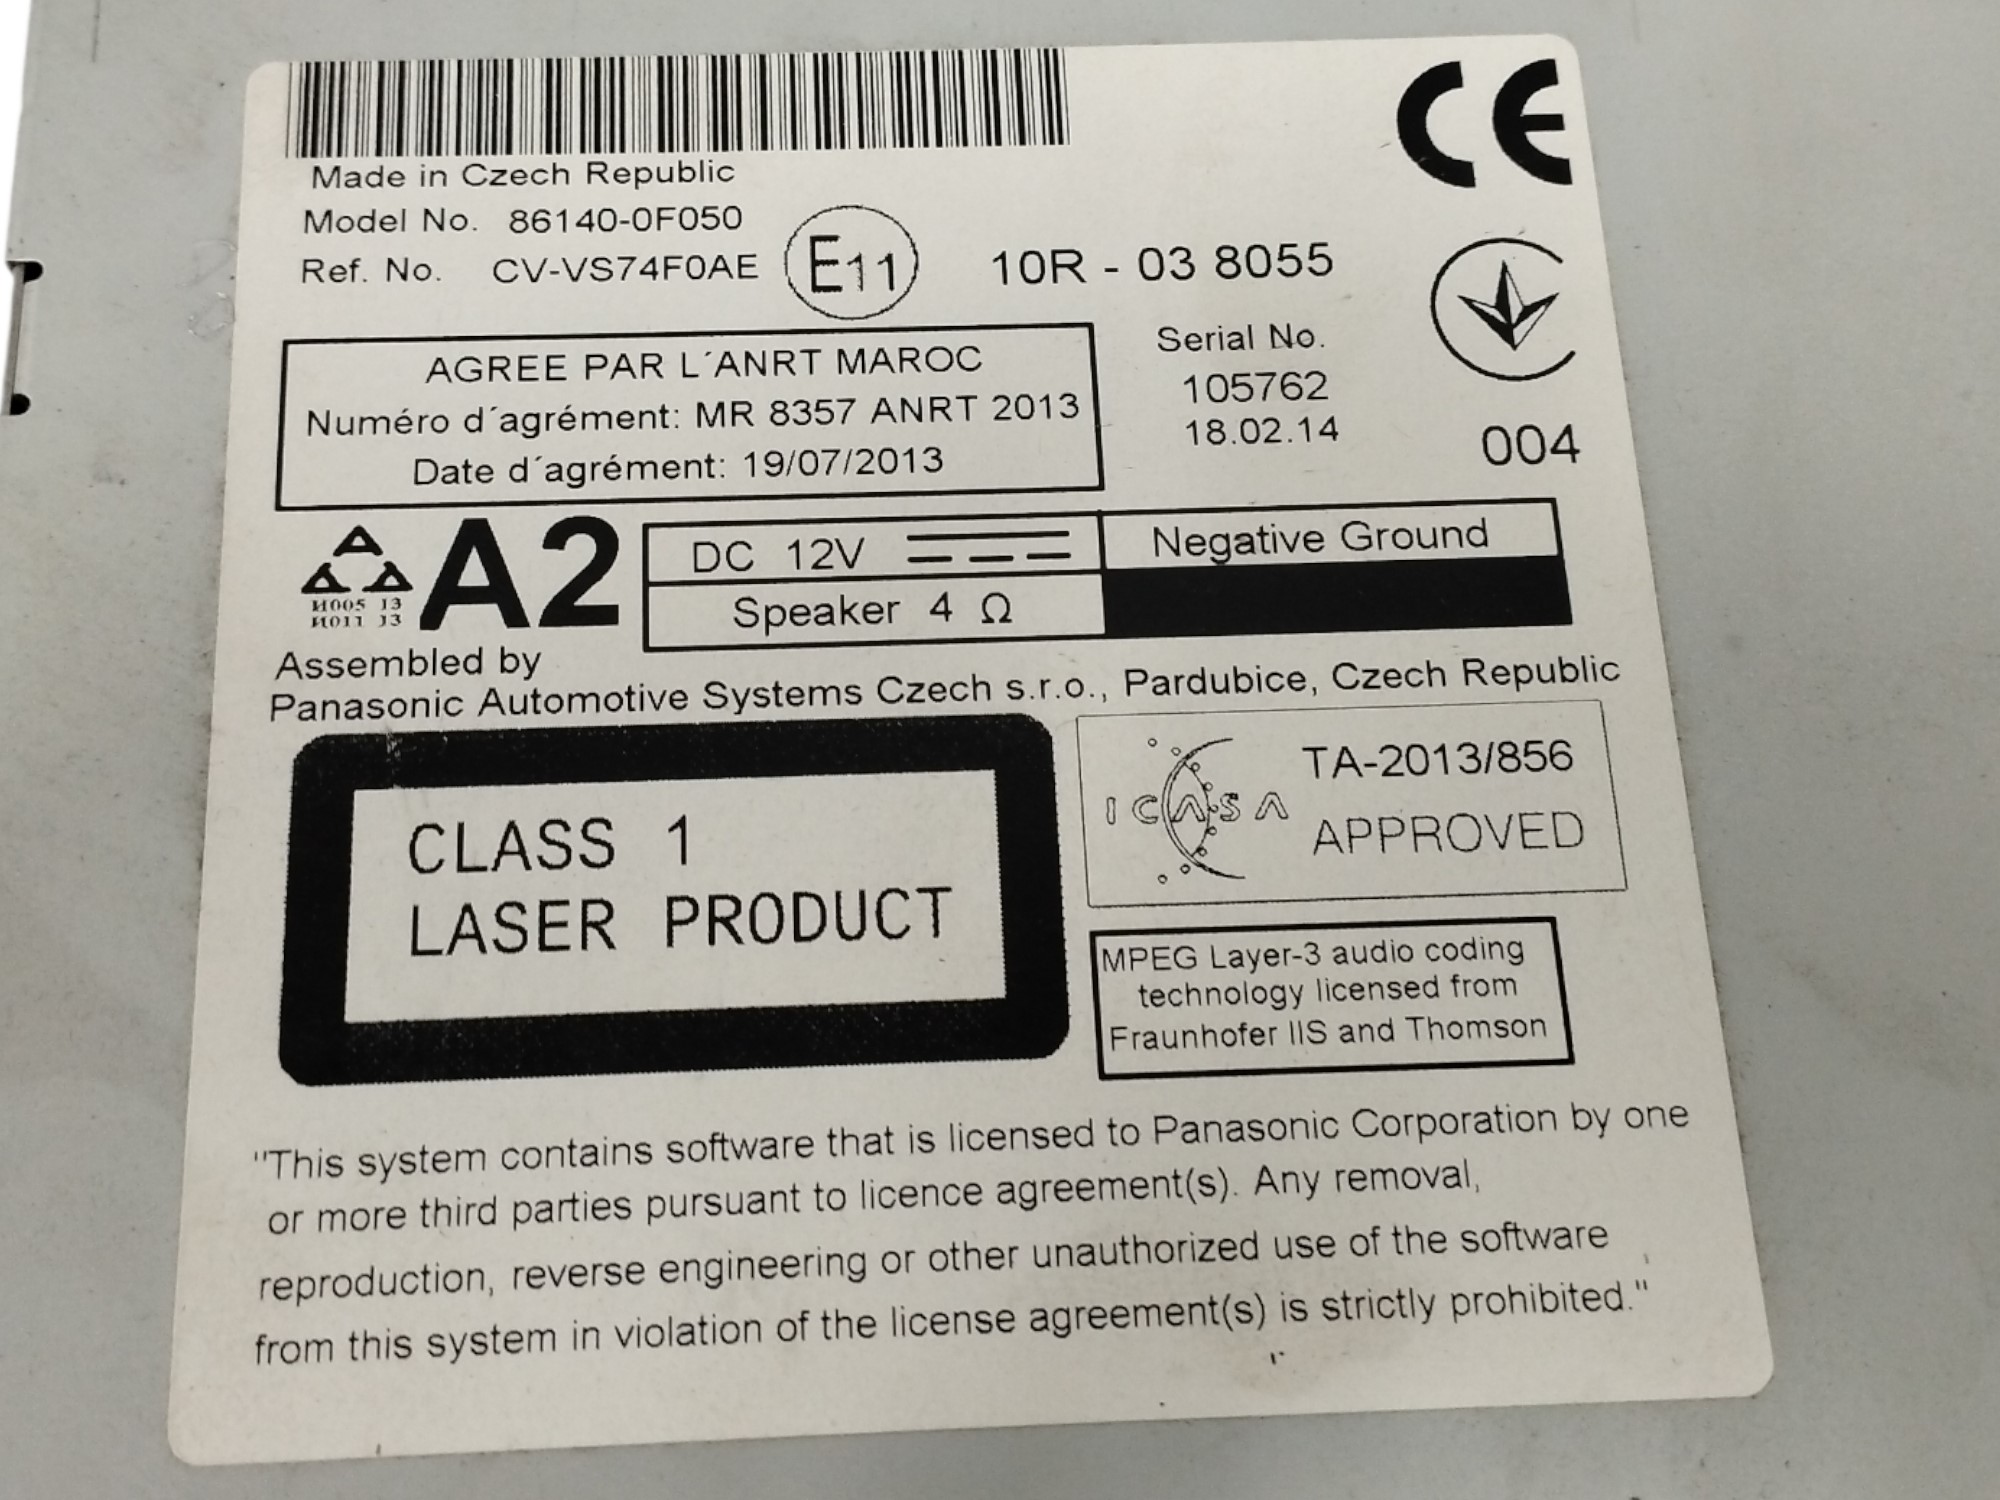 CE
Made in Czech Republic
Model No. 86140-0F050
Ref. No. CV-VS74F0AE
E11
10R - 03 8055
AGREE PAR L´ANRT MAROC
Numéro d´agrément: MR 8357 ANRT 2013
Date d´agrément: 19/07/2013
Serial No.
105762
18.02.14
004
И005 13
И011 13
A2
DC 12V
Negative Ground
Speaker 4 Ω
Assembled by
Panasonic Automotive Systems Czech s.r.o., Pardubice, Czech Republic
CLASS 1
LASER PRODUCT
ICASA
TA-2013/856
APPROVED
MPEG Layer-3 audio coding
technology licensed from
Fraunhofer IIS and Thomson
"This system contains software that is licensed to Panasonic Corporation by one
or more third parties pursuant to licence agreement(s). Any removal,
reproduction, reverse engineering or other unauthorized use of the software
from this system in violation of the license agreement(s) is strictly prohibited."